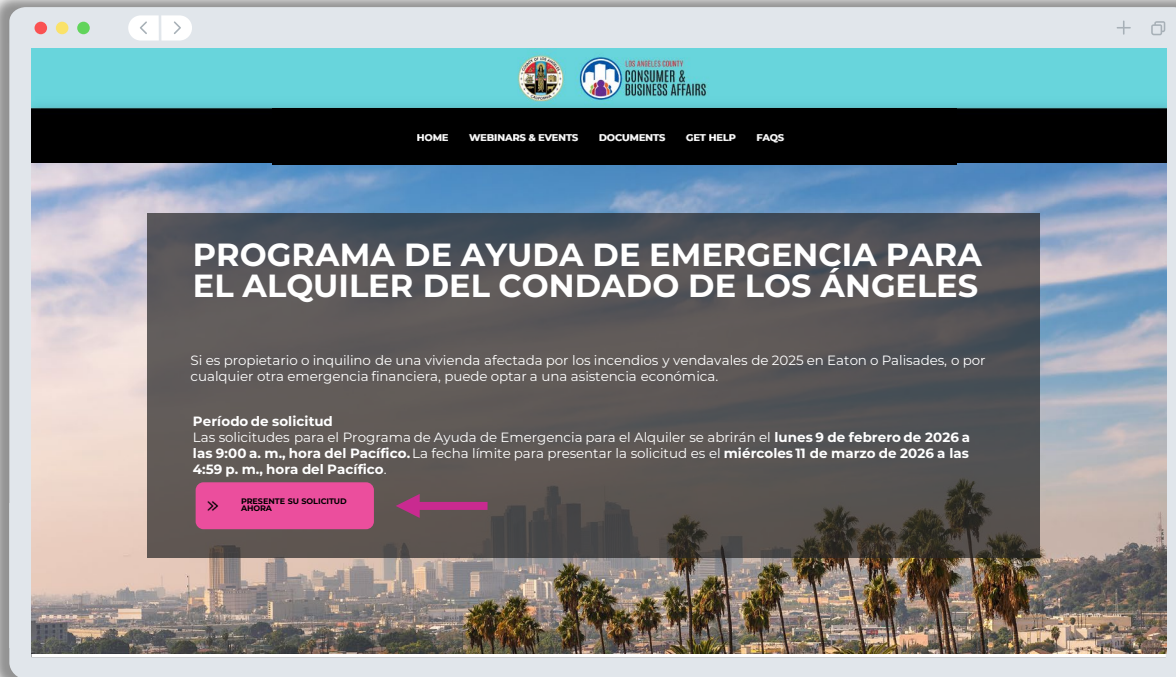 LOS ANGELES COUNTY
CONSUMER &
BUSINESS AFFAIRS
HOME WEBINARS & EVENTS DOCUMENTS GET HELP FAQS
PROGRAMA DE AYUDA DE EMERGENCIA PARA
EL ALQUILER DEL CONDADO DE LOS ÁNGELES
Si es propietario o inquilino de una vivienda afectada por los incendios y vendavales de 2025 en Eaton o Palisades, o por
cualquier otra emergencia financiera, puede optar a una asistencia económica.
Período de solicitud
Las solicitudes para el Programa de Ayuda de Emergencia para el Alquiler se abrirán el lunes 9 de febrero de 2026 a
las 9:00 a. m., hora del Pacífico. La fecha límite para presentar la solicitud es el miércoles 11 de marzo de 2026 a las
4:59 p. m., hora del Pacífico.
PRESENTE SU SOLICITUD
AHORA